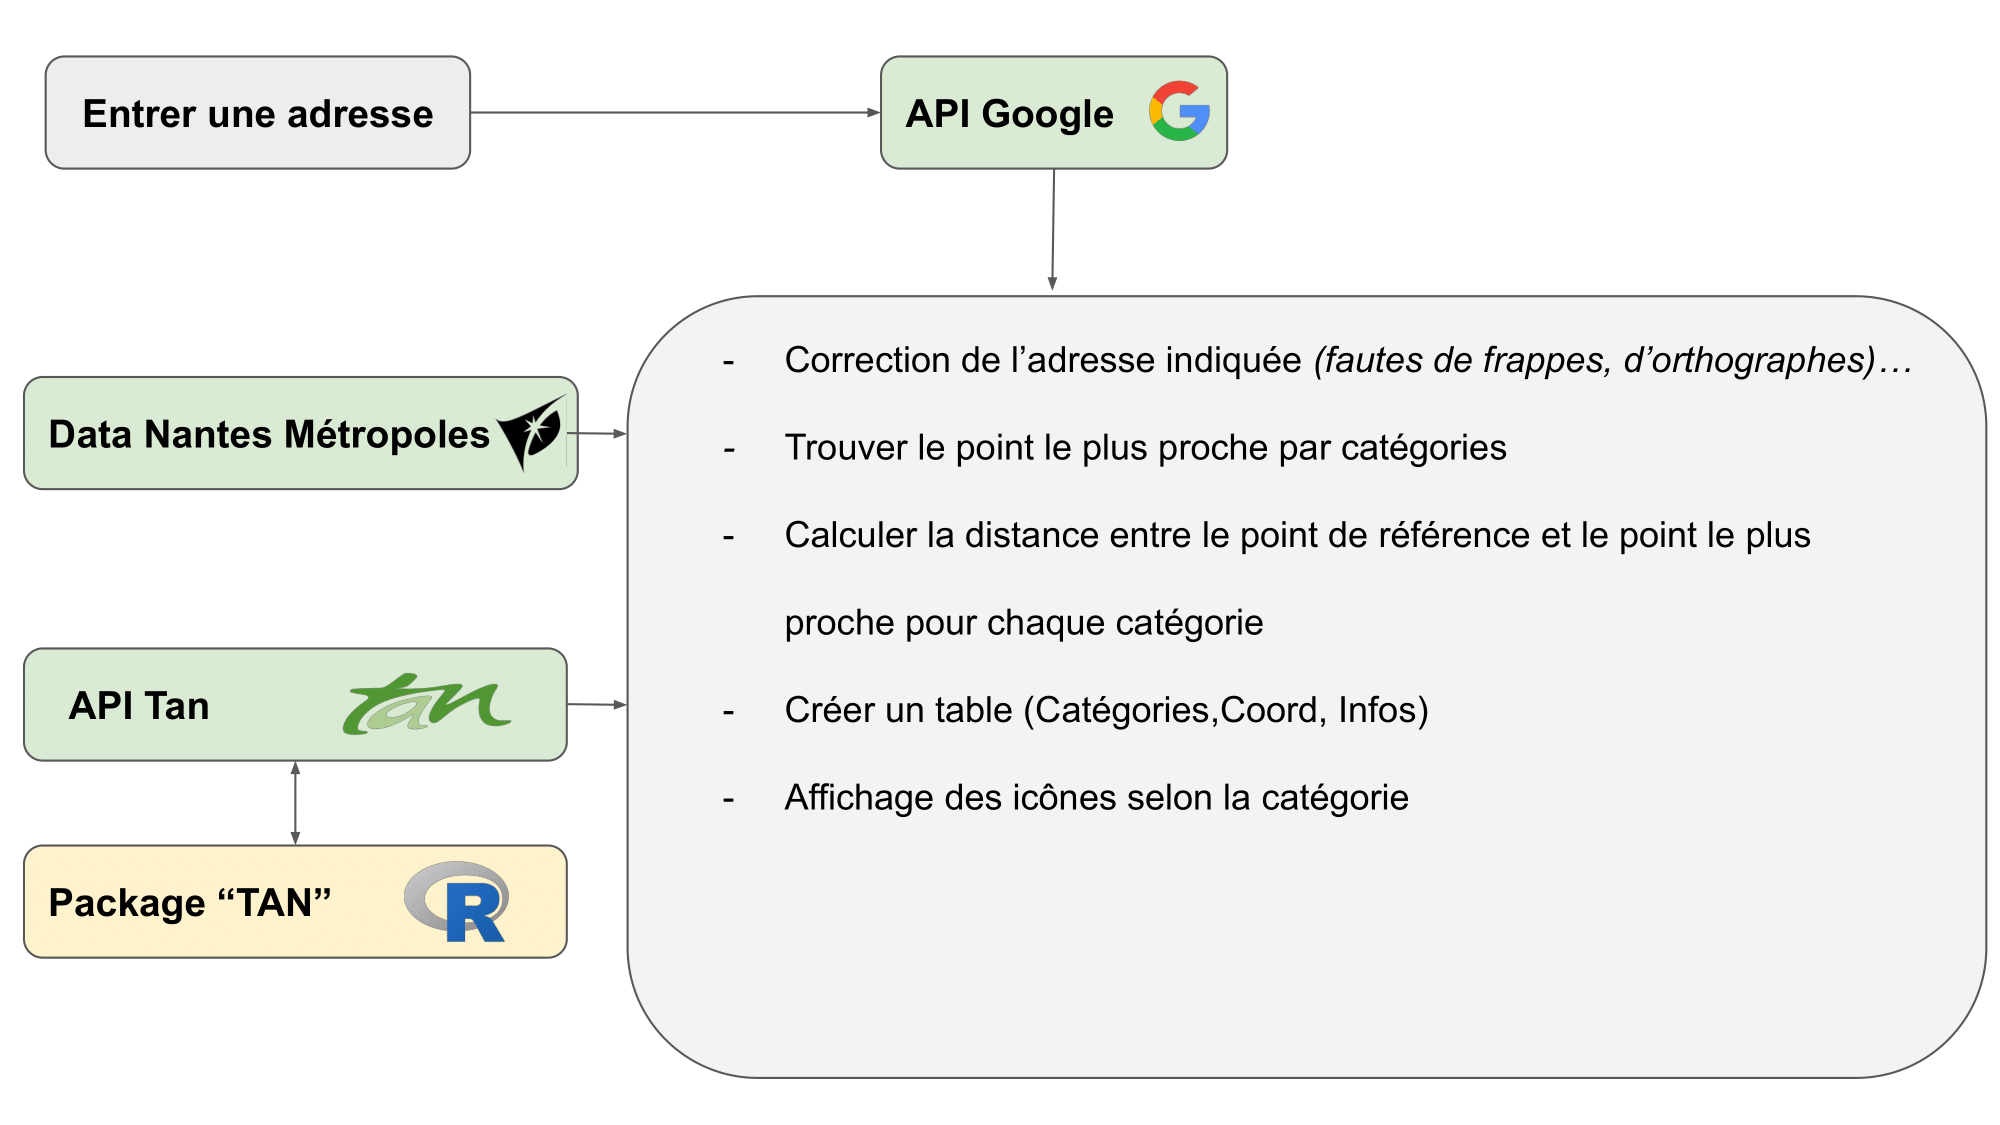 Entrer une adresse
API Google
- Correction de l’adresse indiquée (fautes de frappes, d’orthographes)…
- Trouver le point le plus proche par catégories
- Calculer la distance entre le point de référence et le point le plus
proche pour chaque catégorie
- Créer un table (Catégories,Coord, Infos)
- Affichage des icônes selon la catégorie
Data Nantes Métropoles
API Tan
tan
Package “TAN”
R